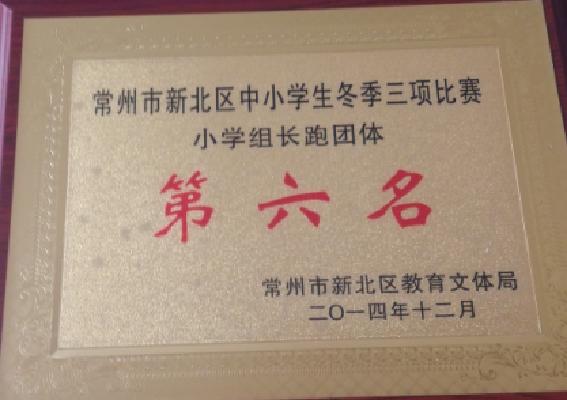 常州市新北区中小学生冬季三项比赛
小学组长跑团体
第六名
常州市新北区教育文体局
二〇一四年十二月